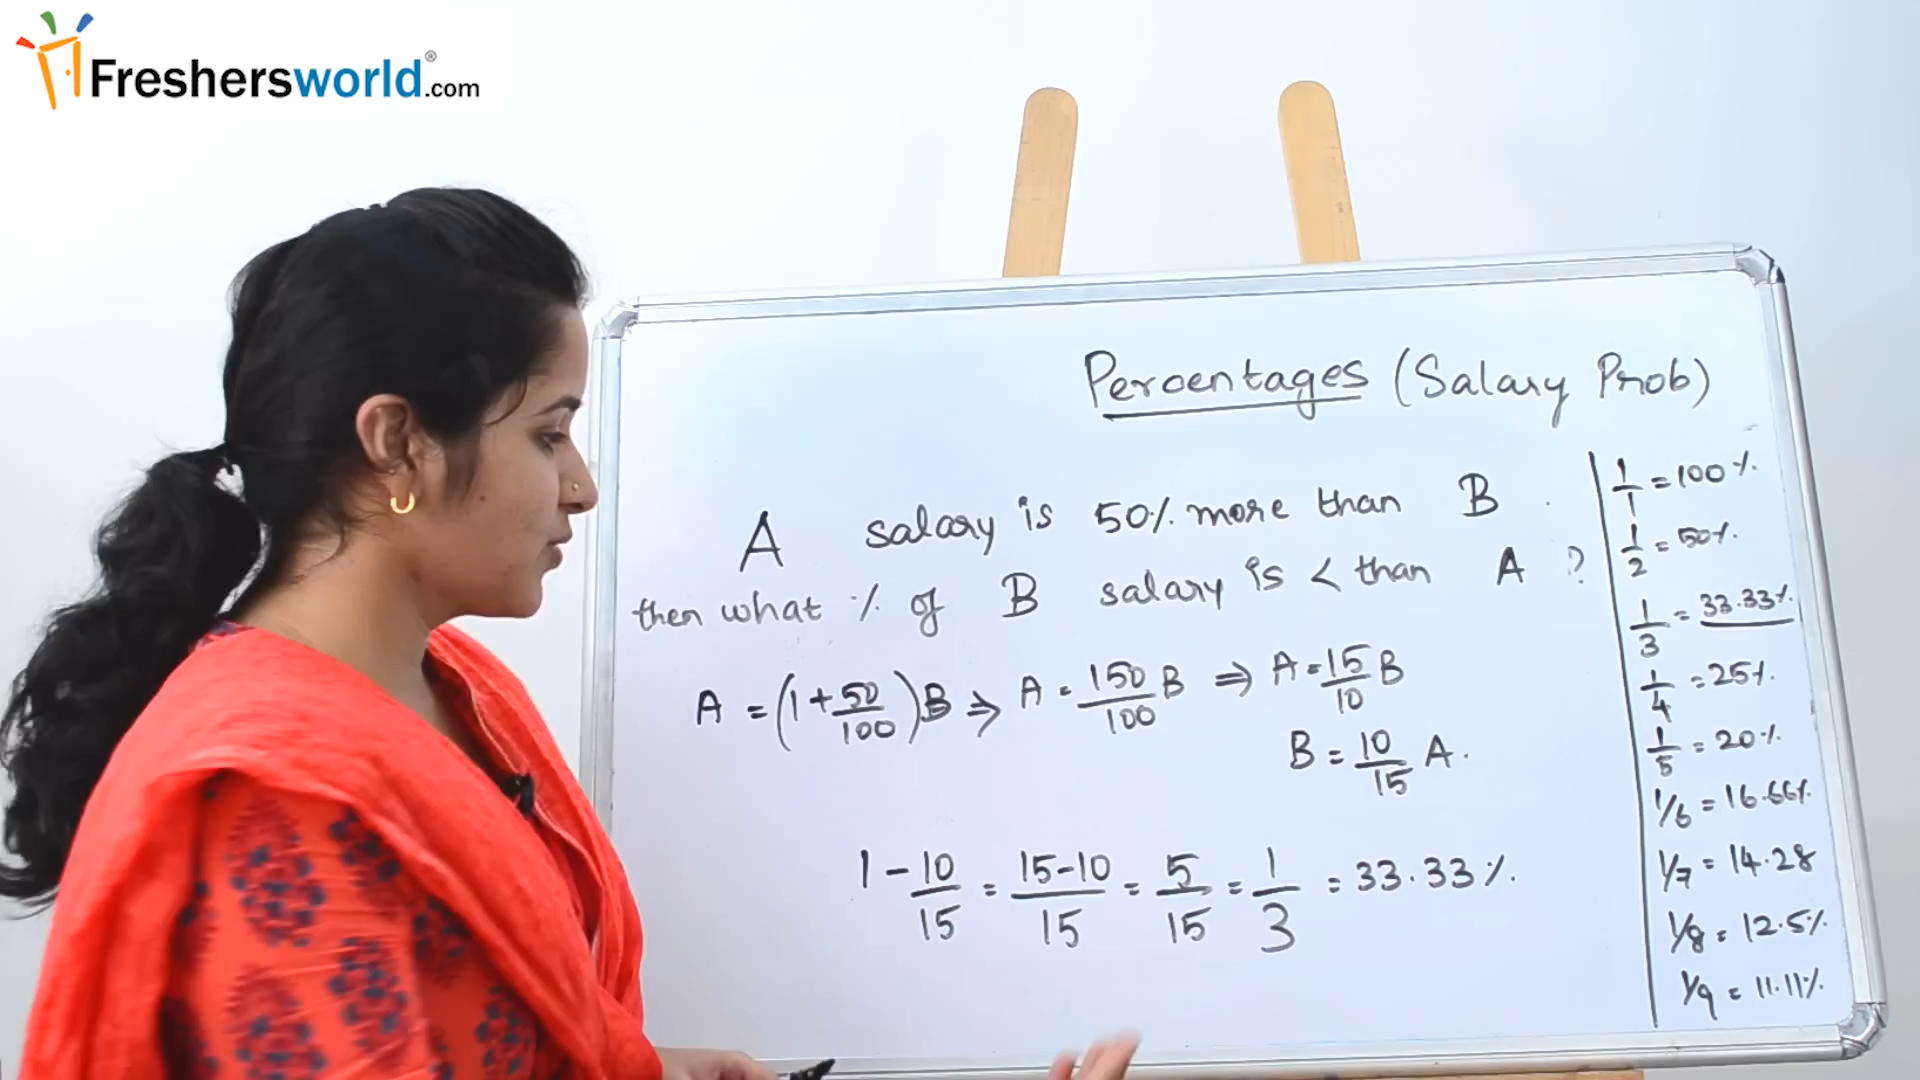 Freshersworld.com®
Percentages (Salary Prob)
A salary is 50% more than B.
then what % of B salary is < than A ?
A = (1 + 50/100) B ⇒ A = 150/100 B ⇒ A = 15/10 B
B = 10/15 A.
1 - 10/15 = 15-10/15 = 5/15 = 1/3 = 33.33%.
1/1 = 100%.
1/2 = 50%.
1/3 = 33.33%.
1/4 = 25%.
1/5 = 20%.
1/6 = 16.66%.
1/7 = 14.28
1/8 = 12.5%.
1/9 = 11.11%.